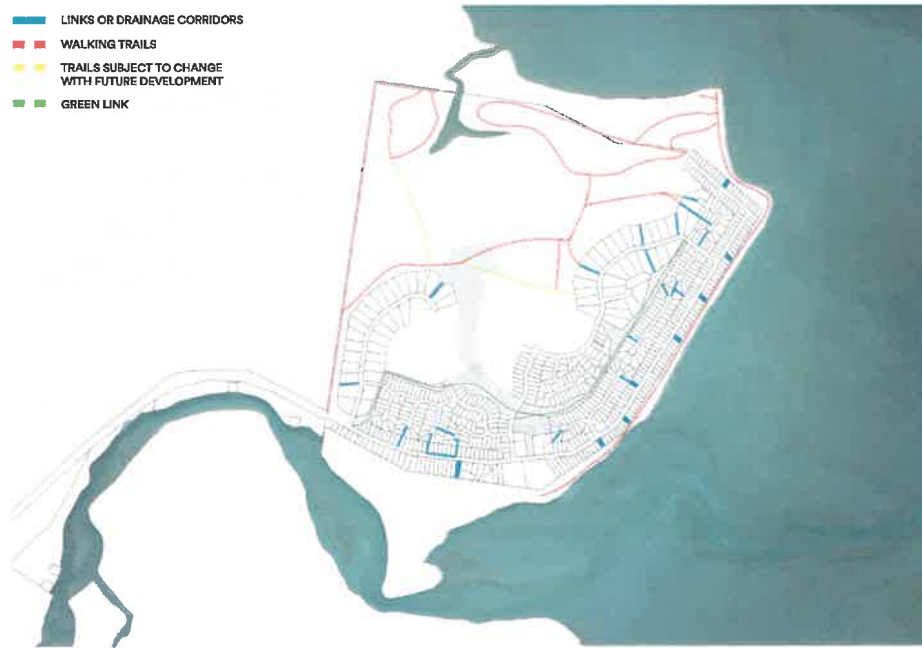 LINKS OR DRAINAGE CORRIDORS
WALKING TRAILS
TRAILS SUBJECT TO CHANGE
WITH FUTURE DEVELOPMENT
GREEN LINK